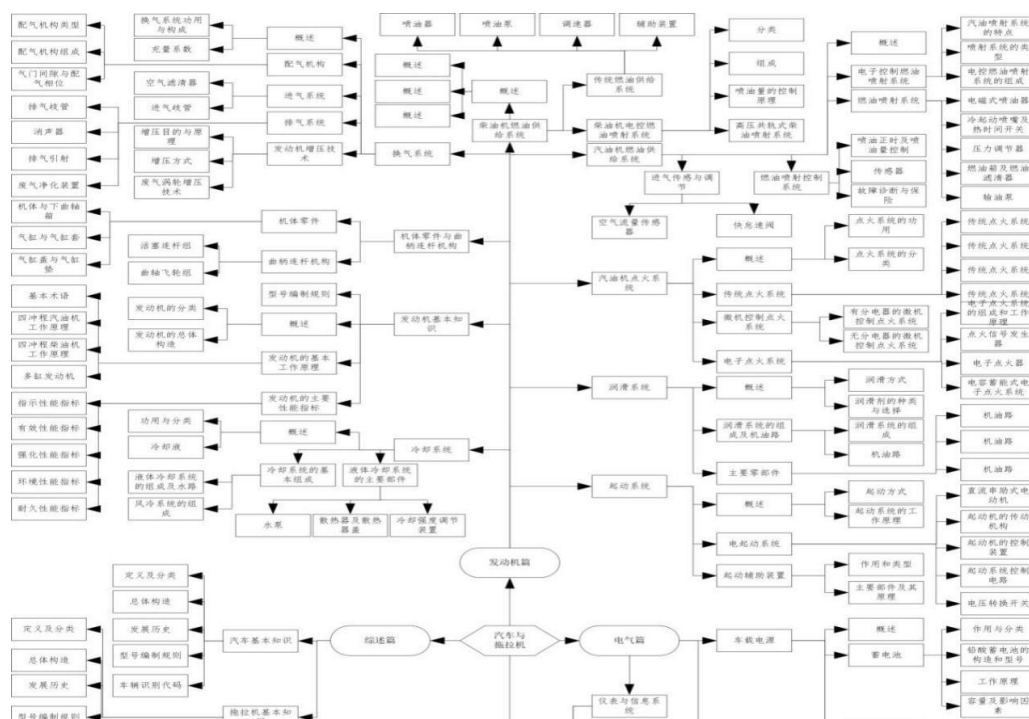 配气机构类型
配气机构组成
气门间隙与配
气相位
排气歧管
消声器
排气引射
废气净化装置
换气系统功用
与构成
充量系数
概述
配气机构
空气滤清器
进气歧管
进气系统
排气系统
增压目的与原
理
增压方式
废气涡轮增压
技术
发动机增压技
术
换气系统
喷油器
喷油泵
调速器
辅助装置
概述
概述
概述
概述
传统燃油供给
系统
柴油机燃油供
给系统
柴油机电控燃
油喷射系统
汽油机燃油供
给系统
分类
组成
喷油量的控制
原理
高压共轨式柴
油喷射系统
概述
电子控制燃油
喷射系统
燃油喷射系统
汽油喷射系统
的特点
喷射系统的类
型
电控燃油喷射
系统的组成
电磁式喷油器
冷起动喷嘴及
热时间开关
压力调节器
燃油箱及燃油
滤清器
输油泵
进气传感与调
节
燃油喷射控制
系统
喷油正时及喷
油量控制
传感器
故障诊断与保
险
空气流量传感
器
快怠速阀
机体与下曲轴
箱
气缸与气缸套
气缸盖与气缸
垫
机体零件
活塞连杆组
曲轴飞轮组
曲柄连杆机构
机体零件与曲
柄连杆机构
汽油机点火系
统
概述
点火系统的功
用
点火系统的分
类
传统点火系统
传统点火系统
传统点火系统
传统点火系统
传统点火系统
微机控制点火
系统
有分电器的微机
控制点火系统
无分电器的微机
控制点火系统
电子点火系统
电子点火系统
的组成和工作
原理
点火信号发生
器
电子点火器
电容蓄能式电
子点火系统
基本术语
四冲程汽油机
工作原理
四冲程柴油机
工作原理
多缸发动机
型号编制规则
发动机的分类
发动机的总体
构造
概述
发动机基本知
识
发动机的基本
工作原理
发动机的主要
性能指标
指示性能指标
有效性能指标
强化性能指标
环境性能指标
耐久性能指标
功用与分类
冷却液
概述
冷却系统
液体冷却系统
的组成及水路
风冷系统的组
成
冷却系统的基
本组成
液体冷却系统
的主要部件
水泵
散热器及散热
器盖
冷却强度调节
装置
润滑系统
概述
润滑方式
润滑剂的种类
与选择
润滑系统的组
成及机油路
润滑系统的组
成
机油路
主要零部件
机油路
机油路
机油路
起动系统
概述
起动方式
起动系统的工
作原理
电起动系统
直流串励式电
动机
起动机的传动
机构
起动机的控制
装置
起动系统控制
电路
电压转换开关
起动辅助装置
作用和类型
主要部件及其
原理
发动机篇
定义及分类
总体构造
发展历史
型号编制规则
车辆识别代码
汽车基本知识
综述篇
汽车与
拖拉机
电气篇
车载电源
概述
蓄电池
作用与分类
铅酸蓄电池的
构造和型号
工作原理
容量及影响因
素
仪表与信息系
统
定义及分类
总体构造
发展历史
型号编制规则
拖拉机基本知